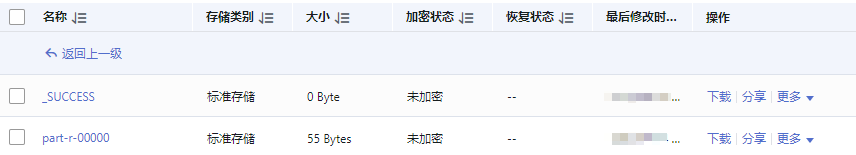 名称 存储类别 大小 加密状态 恢复状态 最后修改时... 操作
返回上一级
_SUCCESS 标准存储 0 Byte 未加密 -- ... 下载 分享 更多
part-r-00000 标准存储 55 Bytes 未加密 -- ... 下载 分享 更多